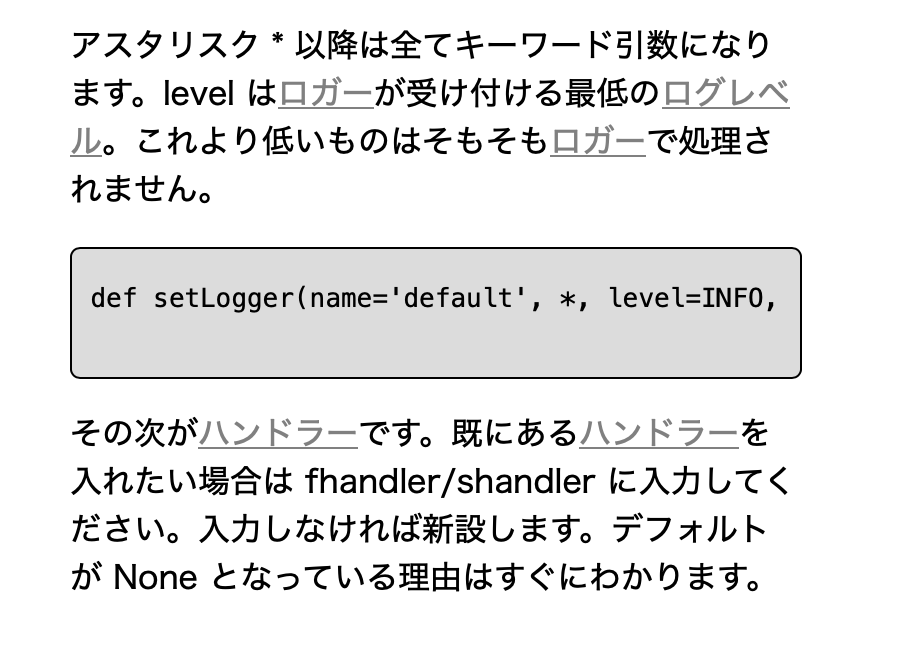 アスタリスク * 以降は全てキーワード引数になり
ます。level はロガーが受け付ける最低のログレベ
ル。これより低いものはそもそもロガーで処理さ
れません。
def setLogger(name='default', *, level=INFO,
その次がハンドラーです。既にあるハンドラーを
入れたい場合は fhandler/shandler に入力してく
ださい。入力しなければ新設します。デフォルト
が None となっている理由はすぐにわかります。